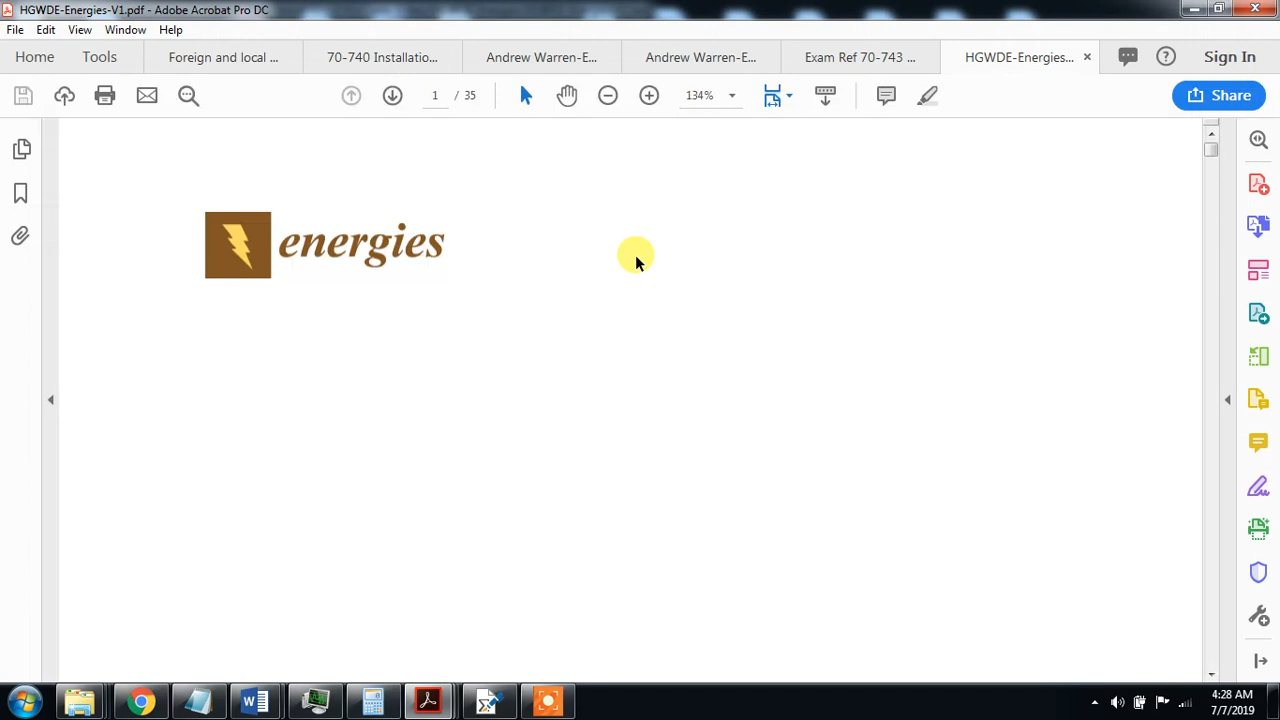 HGWDE-Energies-V1.pdf - Adobe Acrobat Pro DC
File Edit View Window Help
Home Tools Foreign and local ... 70-740 Installatio... Andrew Warren-E... Andrew Warren-E... Exam Ref 70-743 ... HGWDE-Energies... × Sign In
1 / 35 134% Share
energies
4:28 AM
7/7/2019